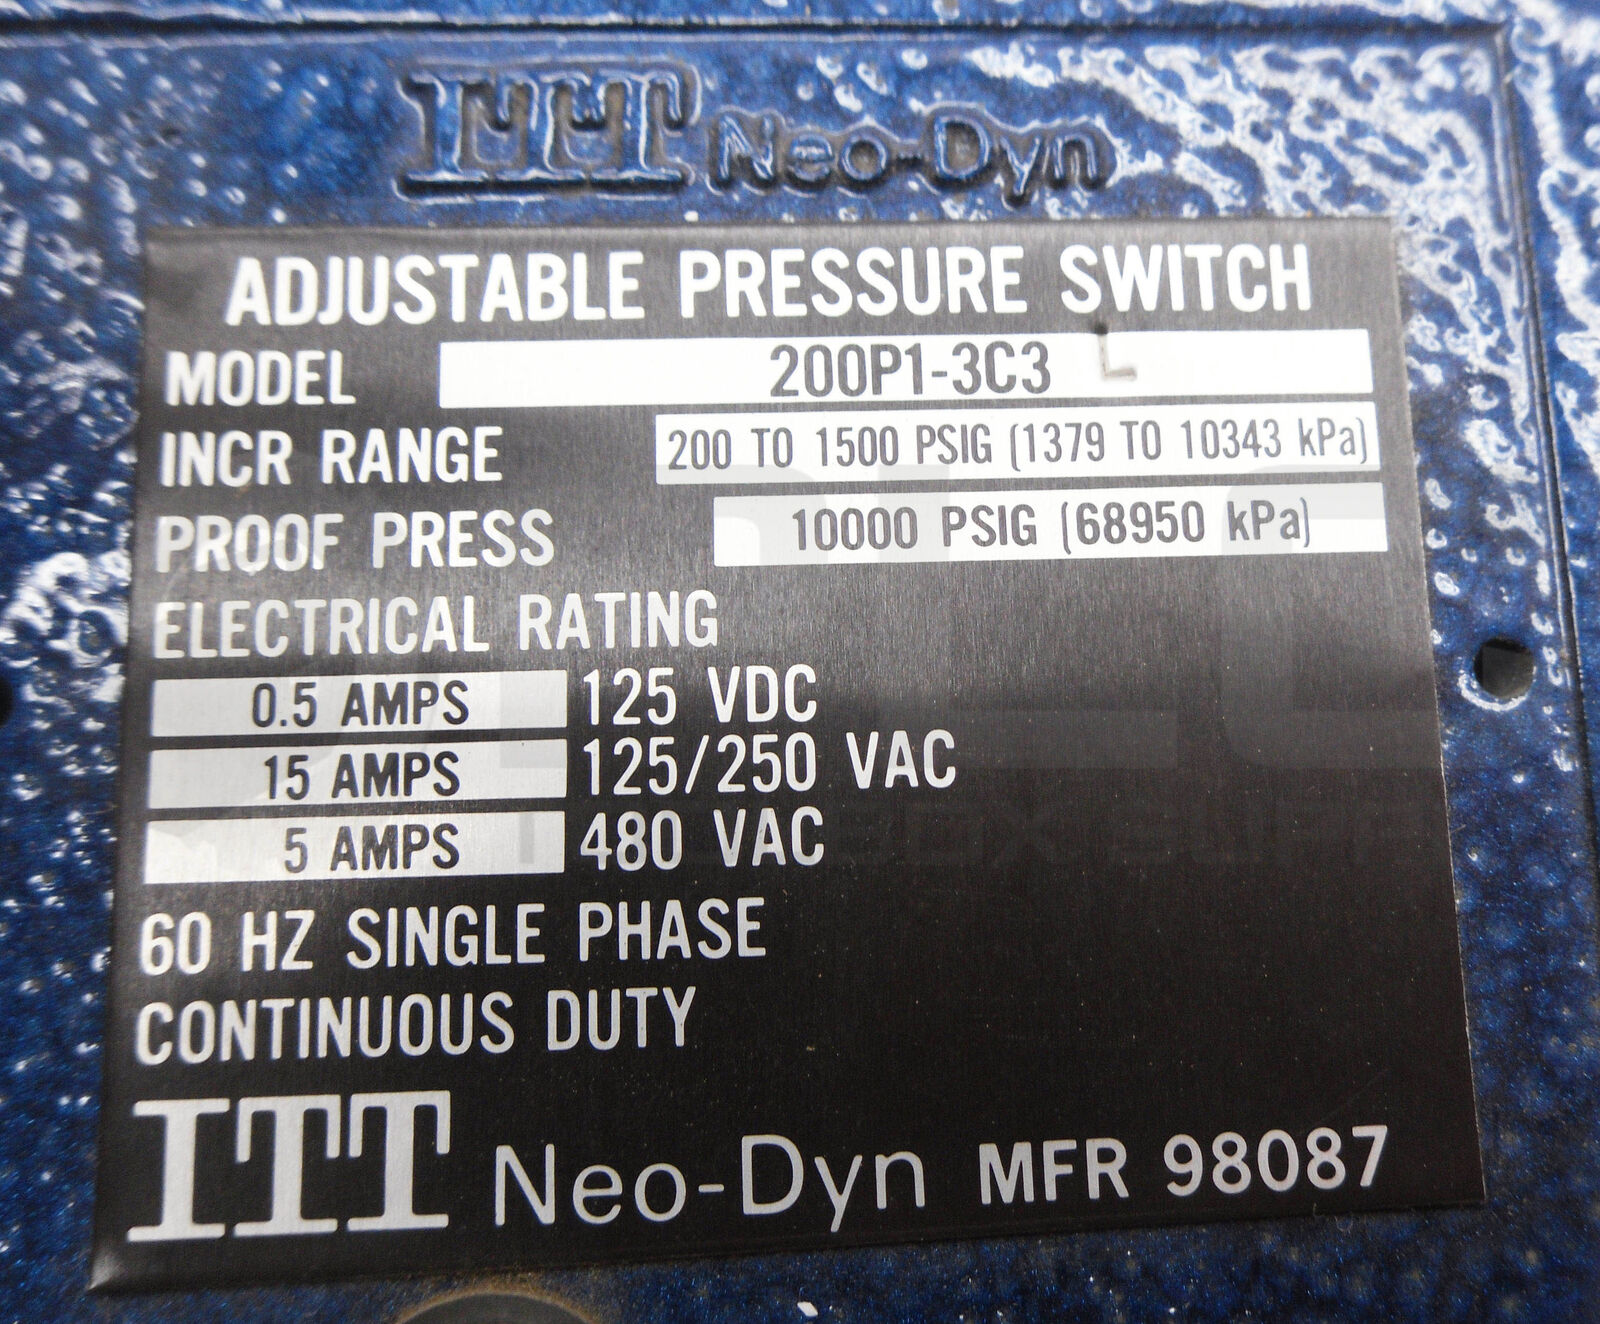 ITT Neo-Dyn
ADJUSTABLE PRESSURE SWITCH
MODEL 200P1-3C3 L
INCR RANGE 200 TO 1500 PSIG (1379 TO 10343 kPa)
PROOF PRESS 10000 PSIG (68950 kPa)
ELECTRICAL RATING
0.5 AMPS 125 VDC
15 AMPS 125/250 VAC
5 AMPS 480 VAC
60 HZ SINGLE PHASE
CONTINUOUS DUTY
ITT Neo-Dyn MFR 98087